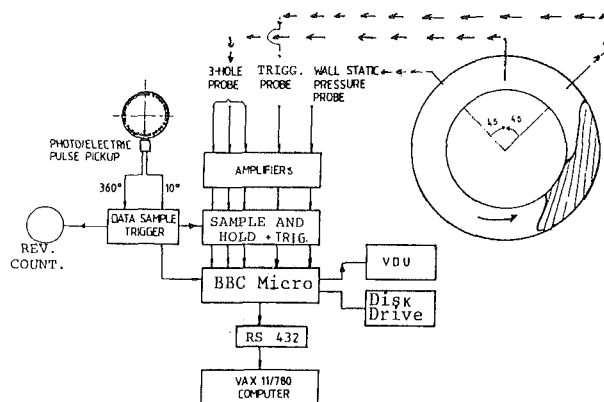 3-HOLE
PROBE
TRIGG.
PROBE
WALL STATIC
PRESSURE
PROBE
45
45
PHOTO/ELECTRIC
PULSE PICKUP
360°
10°
AMPLIFIERS
DATA SAMPLE
TRIGGER
SAMPLE AND
HOLD + TRIG.
REV.
COUNT.
BBC Micro
VDU
Disk
Drive
RS 432
VAX 11/780
COMPUTER